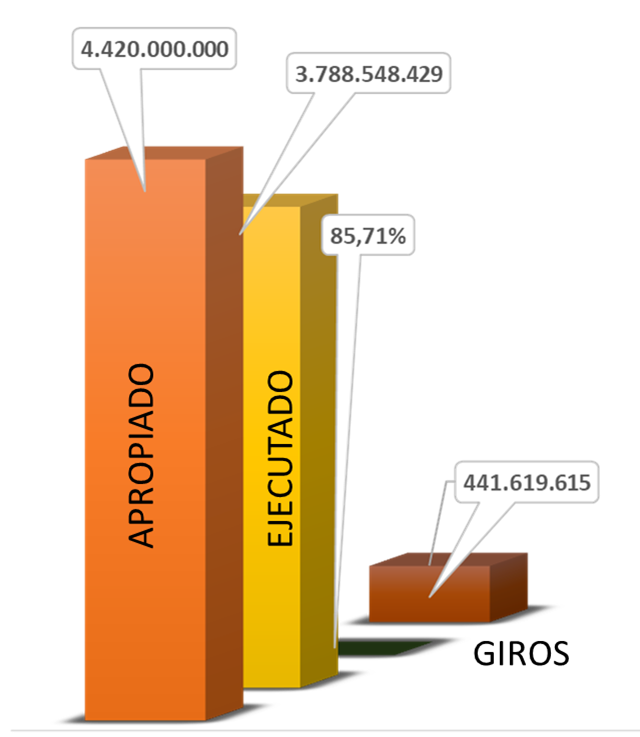 4.420.000.000
3.788.548.429
85,71%
APROPIADO
EJECUTADO
441.619.615
GIROS